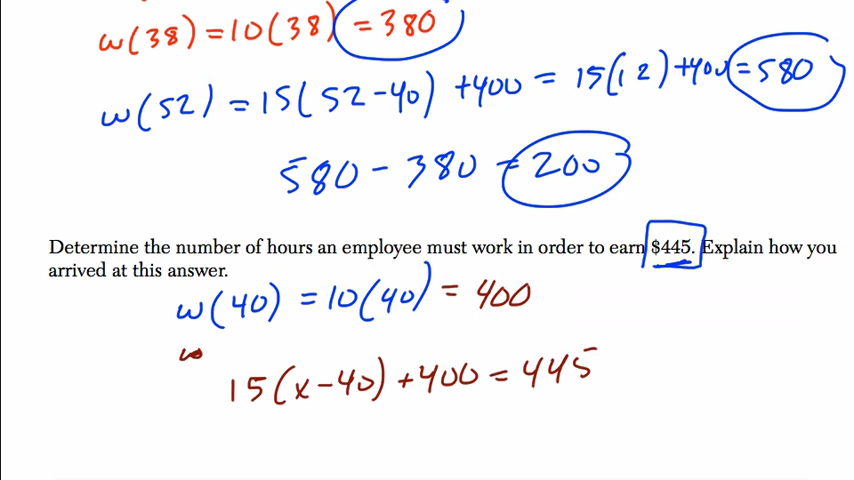 w(38) = 10(38) = 380
w(52) = 15(52-40) +400 = 15(12) +400 = 580
580 - 380 = 200
Determine the number of hours an employee must work in order to earn $445. Explain how you
arrived at this answer.
w(40) = 10(40) = 400
15(x-40) +400 = 445